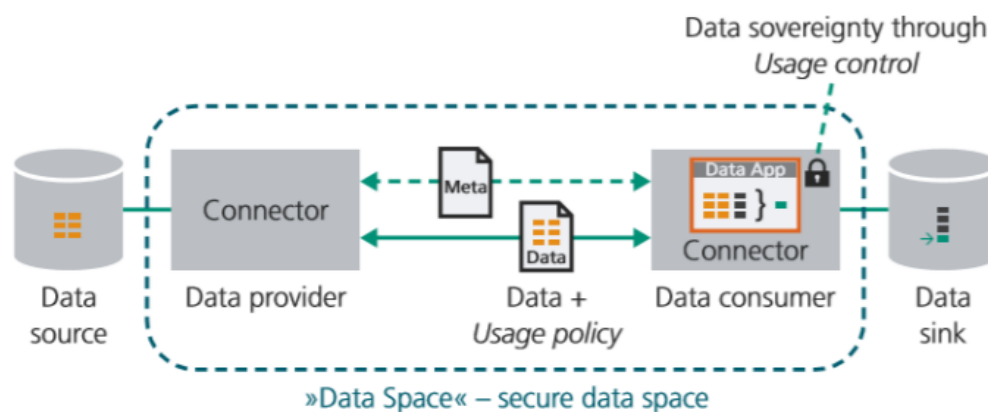 Data sovereignty through
Usage control
Data App
Meta
Connector
Connector
Data
Data
source
Data provider
Data +
Usage policy
Data consumer
Data
sink
»Data Space« – secure data space